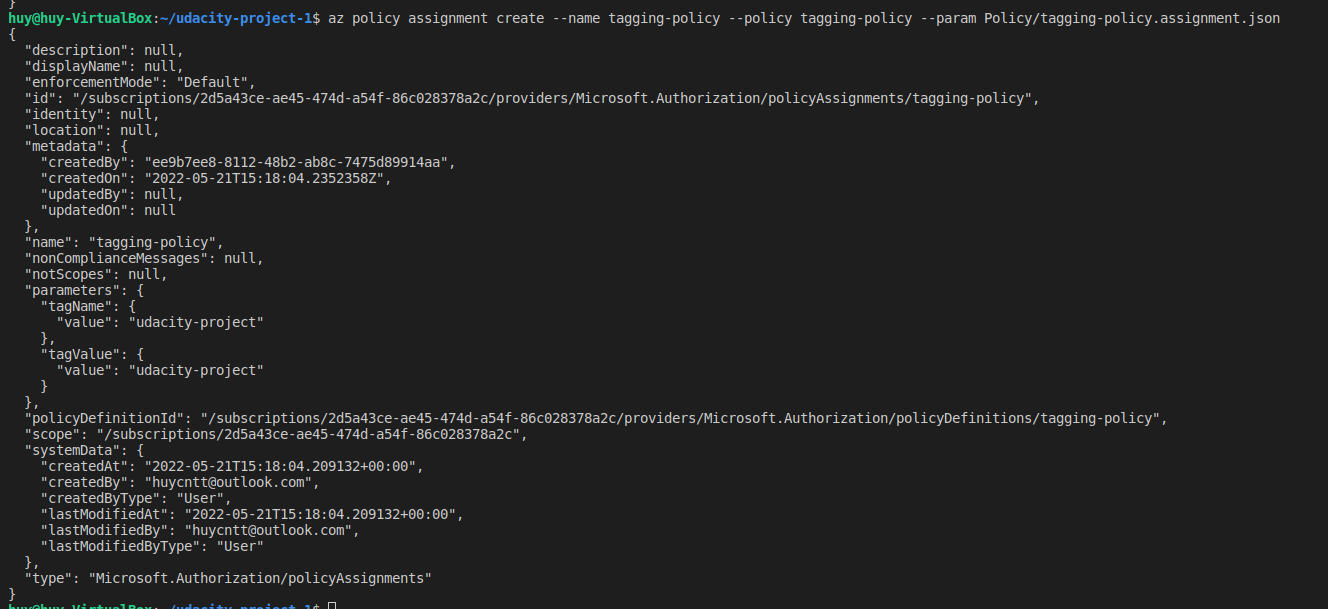 }
huy@huy-VirtualBox:~/udacity-project-1$ az policy assignment create --name tagging-policy --policy tagging-policy --param Policy/tagging-policy.assignment.json
{
  "description": null,
  "displayName": null,
  "enforcementMode": "Default",
  "id": "/subscriptions/2d5a43ce-ae45-474d-a54f-86c028378a2c/providers/Microsoft.Authorization/policyAssignments/tagging-policy",
  "identity": null,
  "location": null,
  "metadata": {
    "createdBy": "ee9b7ee8-8112-48b2-ab8c-7475d89914aa",
    "createdOn": "2022-05-21T15:18:04.2352358Z",
    "updatedBy": null,
    "updatedOn": null
  },
  "name": "tagging-policy",
  "nonComplianceMessages": null,
  "notScopes": null,
  "parameters": {
    "tagName": {
      "value": "udacity-project"
    },
    "tagValue": {
      "value": "udacity-project"
    }
  },
  "policyDefinitionId": "/subscriptions/2d5a43ce-ae45-474d-a54f-86c028378a2c/providers/Microsoft.Authorization/policyDefinitions/tagging-policy",
  "scope": "/subscriptions/2d5a43ce-ae45-474d-a54f-86c028378a2c",
  "systemData": {
    "createdAt": "2022-05-21T15:18:04.209132+00:00",
    "createdBy": "huycntt@outlook.com",
    "createdByType": "User",
    "lastModifiedAt": "2022-05-21T15:18:04.209132+00:00",
    "lastModifiedBy": "huycntt@outlook.com",
    "lastModifiedByType": "User"
  },
  "type": "Microsoft.Authorization/policyAssignments"
}
huy@huy-VirtualBox:~/udacity-project-1$